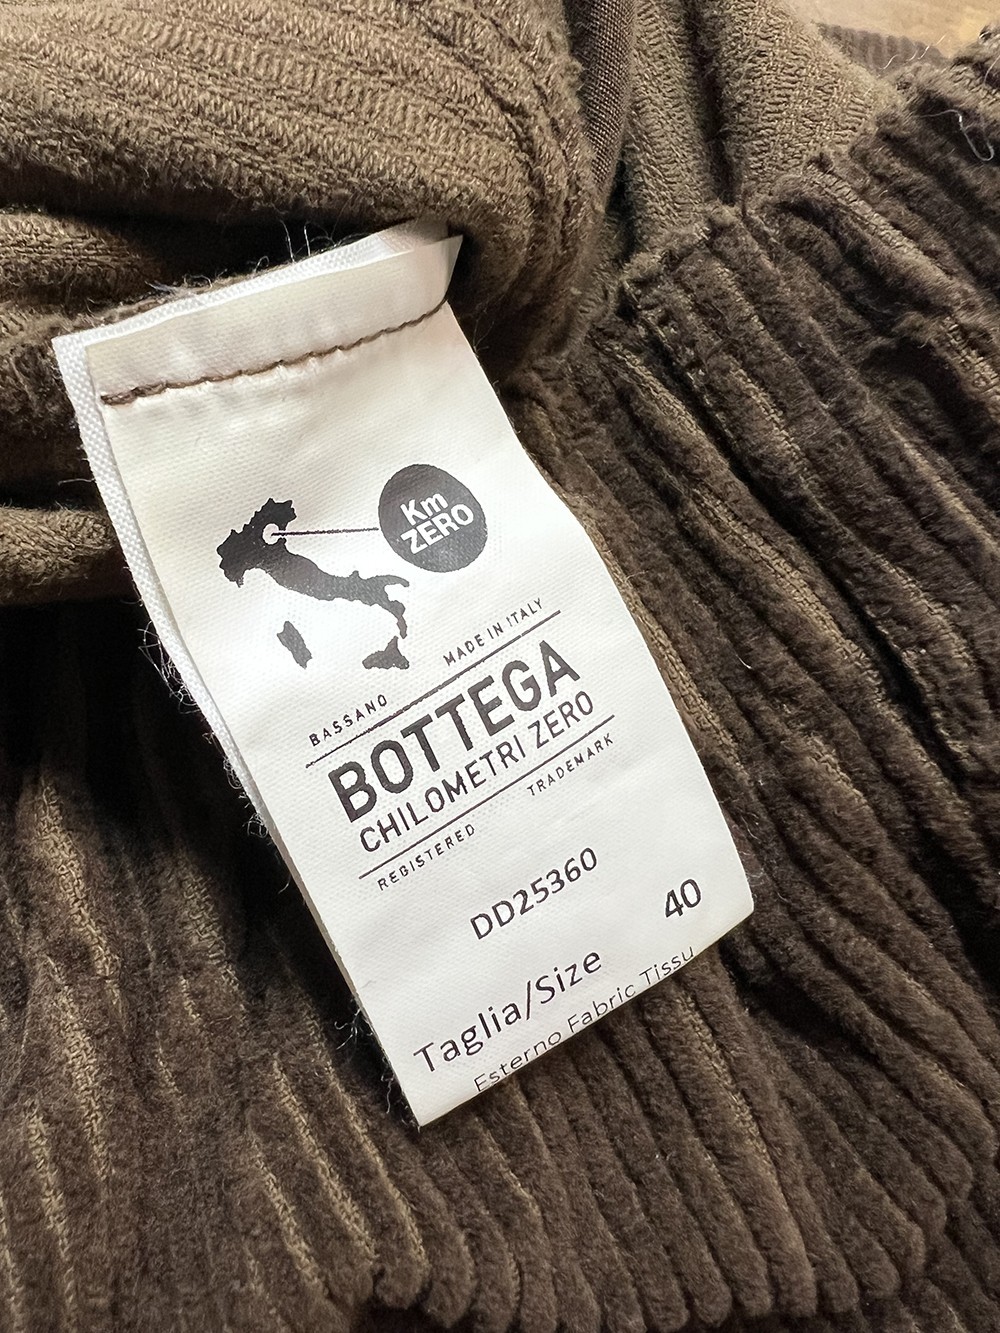 Km
ZERO
BASSANO MADE IN ITALY
BOTTEGA
CHILOMETRI ZERO
REGISTERED TRADEMARK
DD25360
Taglia/Size 40
Esterno Fabric Tissu